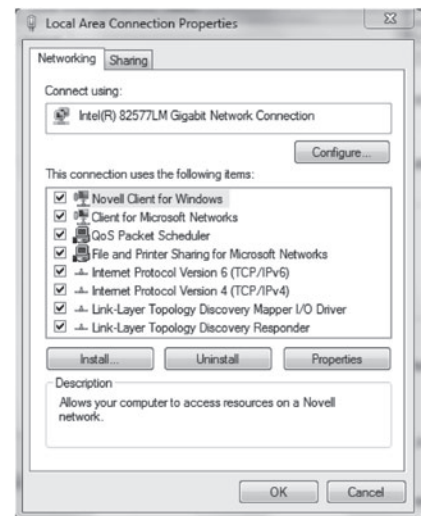 Local Area Connection Properties
Networking Sharing
Connect using:
Intel(R) 82577LM Gigabit Network Connection
Configure...
This connection uses the following items:
Novell Client for Windows
Client for Microsoft Networks
QoS Packet Scheduler
File and Printer Sharing for Microsoft Networks
Internet Protocol Version 6 (TCP/IPv6)
Internet Protocol Version 4 (TCP/IPv4)
Link-Layer Topology Discovery Mapper I/O Driver
Link-Layer Topology Discovery Responder
Install... Uninstall Properties
Description
Allows your computer to access resources on a Novell
network.
OK Cancel